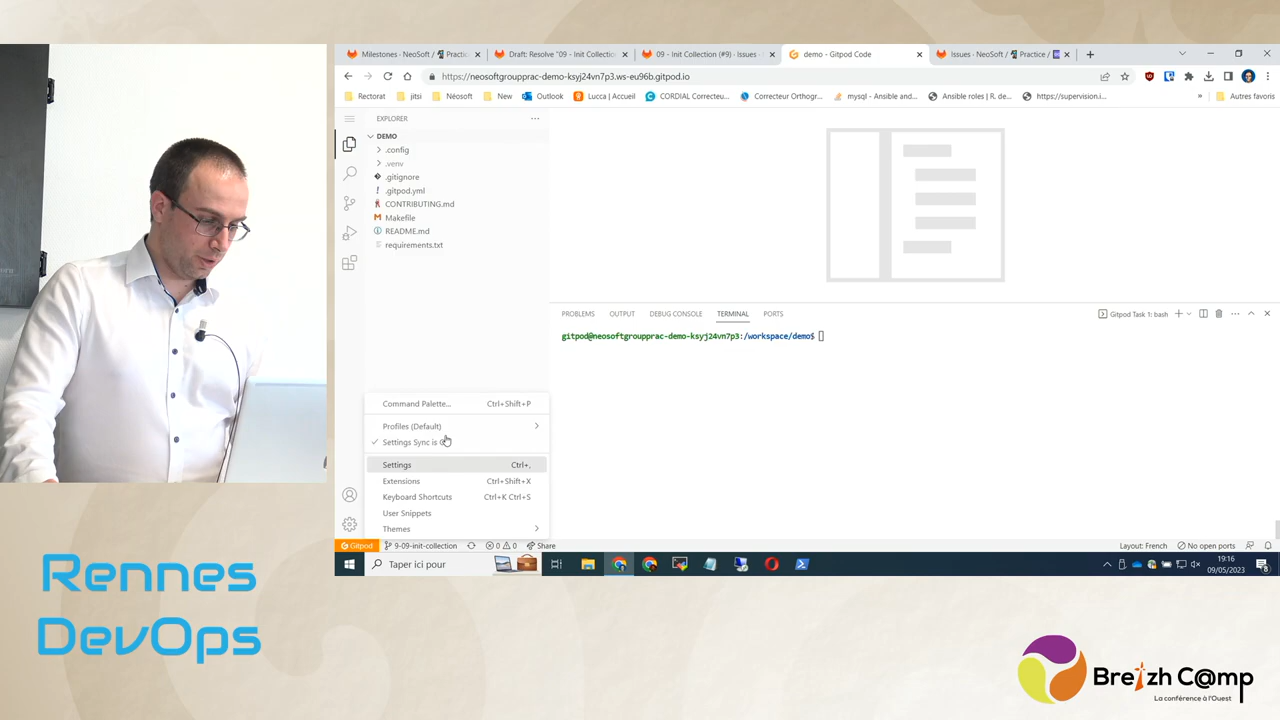 Milestones - NeoSoft / Practic
Draft: Resolve "09 - Init Collection
09 - Init Collection (#9) · Issues ·
demo - Gitpod Code
Issues · NeoSoft / Practice /
https://neosoftgroupprac-demo-ksyj24vn7p3.ws-eu96b.gitpod.io
Rectorat
jitsi
Néosoft
New
Outlook
Lucca | Accueil
CORDIAL Correcteu...
Correcteur Orthogr...
mysql - Ansible and...
Ansible roles | R. de...
https://supervision.i...
»
Autres favoris
EXPLORER
DEMO
.config
.venv
.gitignore
.gitpod.yml
CONTRIBUTING.md
Makefile
README.md
requirements.txt
PROBLEMS OUTPUT DEBUG CONSOLE TERMINAL PORTS
Gitpod Task 1: bash
gitpod@neosoftgroupprac-demo-ksyj24vn7p3:/workspace/demo$
Command Palette... Ctrl+Shift+P
Profiles (Default)
Settings Sync is
Settings Ctrl+,
Extensions Ctrl+Shift+X
Keyboard Shortcuts Ctrl+K Ctrl+S
User Snippets
Themes
Gitpod 9-09-init-collection 0 0 Share
Layout: French No open ports
Taper ici pour
19:16
09/05/2023
Rennes
DevOps
Breizh C@mp
La conférence à l'Ouest